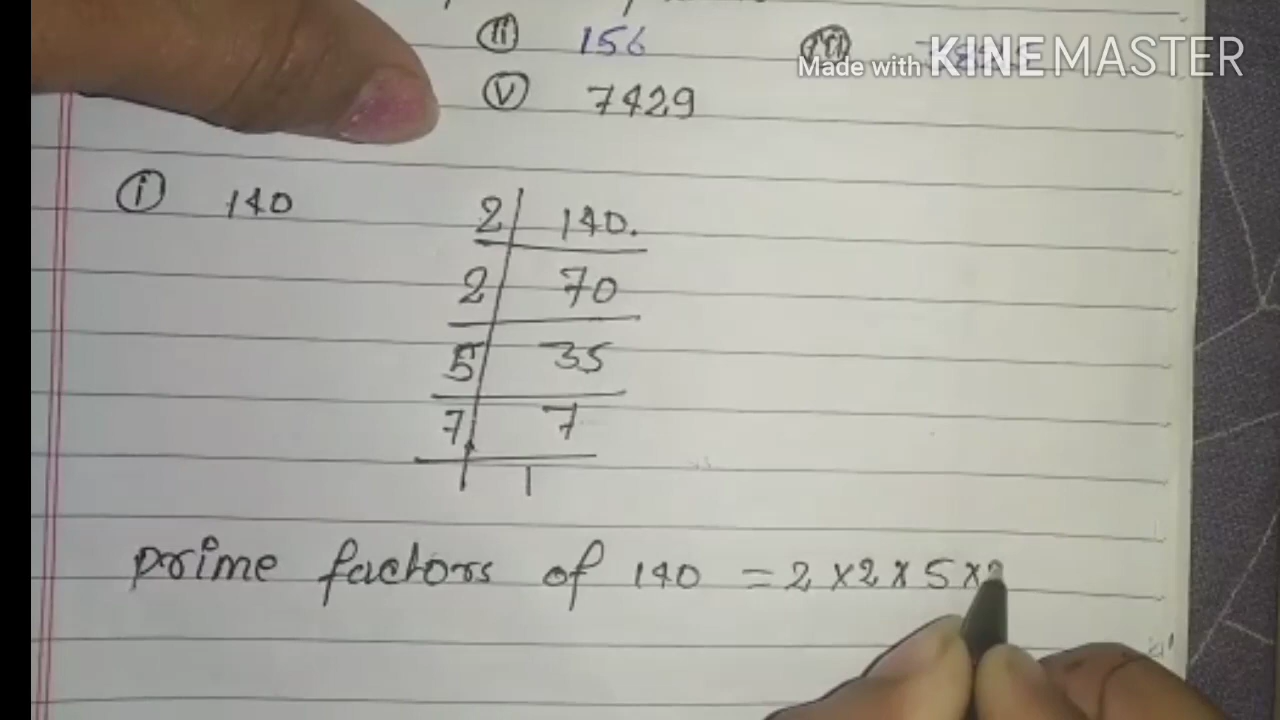 ii 156 iii
Made with KINEMASTER
v 7429
i 140 2 140.
2 70
5 35
7 7
1
prime factors of 140 = 2 × 2 × 5 ×